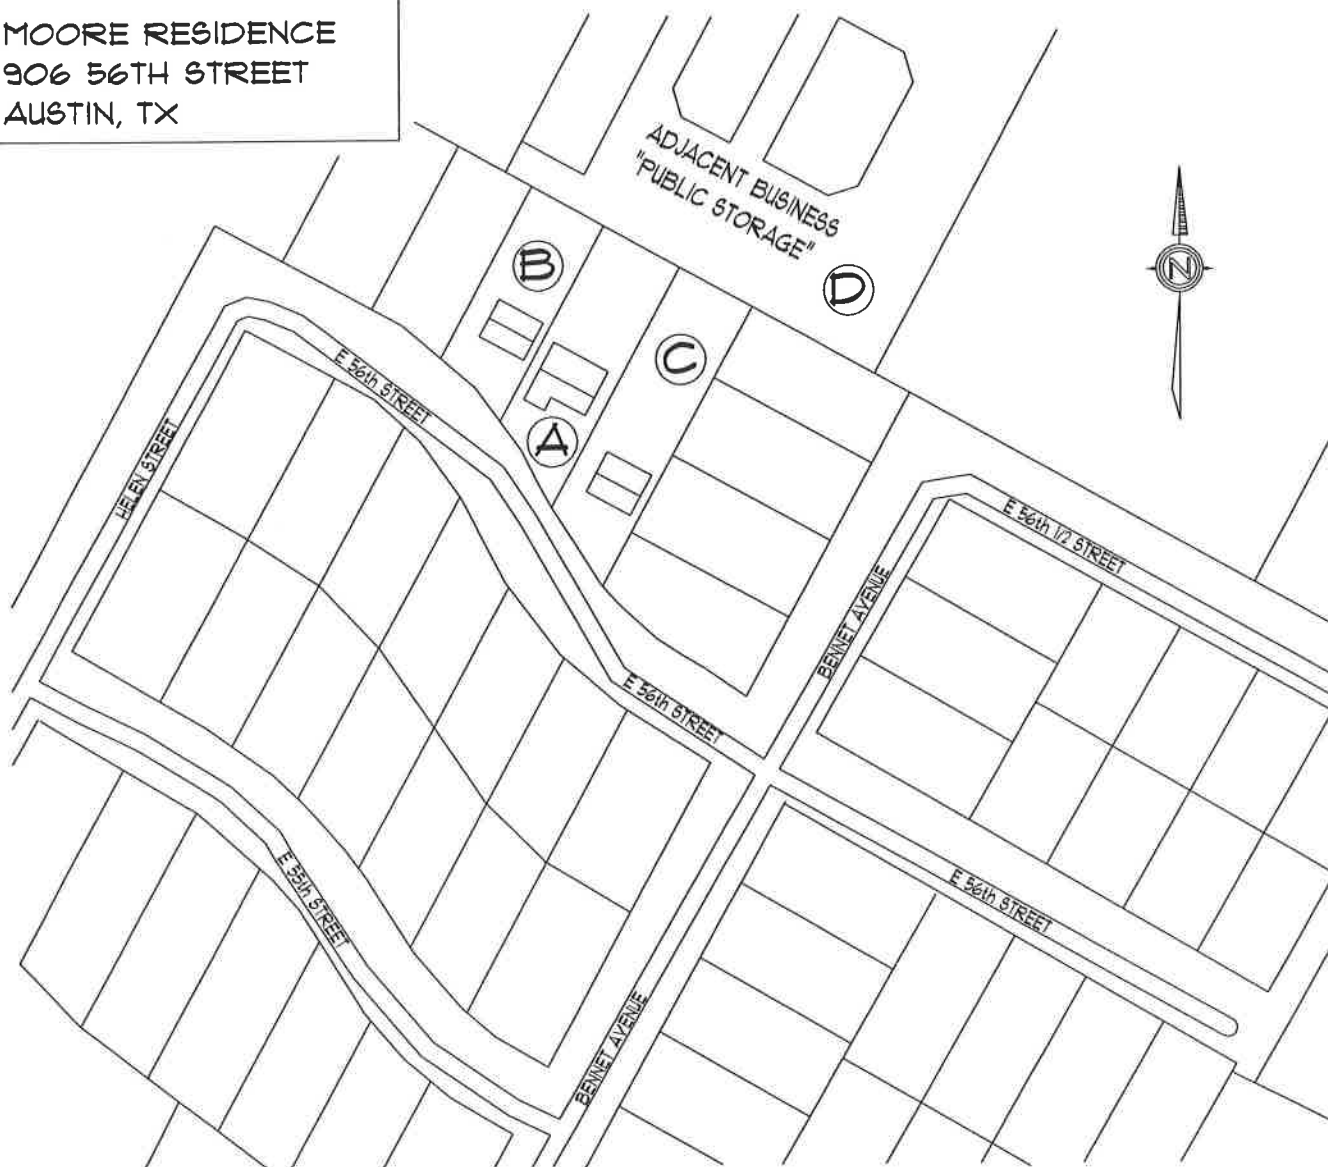 MOORE RESIDENCE
906 56TH STREET
AUSTIN, TX
ADJACENT BUSINESS
"PUBLIC STORAGE"
B
D
N
C
E 56th STREET
A
HELEN STREET
E 56th 1/2 STREET
BENNET AVENUE
E 56th STREET
E 55th STREET
E 56th STREET
BENNET AVENUE